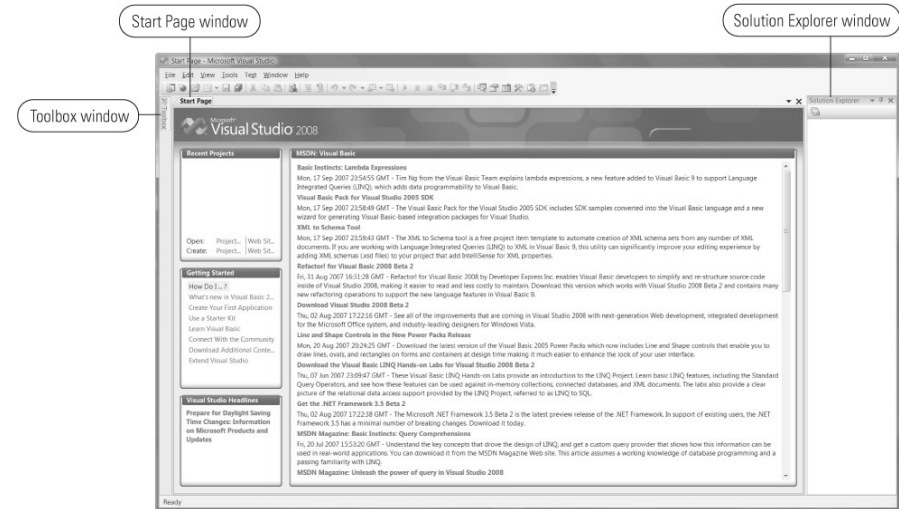 Start Page window
Solution Explorer window
Toolbox window
Start Page - Microsoft Visual Studio
File Edit View Tools Test Window Help
Toolbox
Start Page
Solution Explorer
Microsoft
Visual Studio 2008
Recent Projects
Open: Project... Web Sit...
Create: Project... Web Sit...
Getting Started
How Do I... ?
What's new in Visual Basic 2...
Create Your First Application
Use a Starter Kit
Learn Visual Basic
Connect With the Community
Download Additional Conte...
Extend Visual Studio
Visual Studio Headlines
Prepare for Daylight Saving
Time Changes: Information
on Microsoft Products and
Updates
MSDN: Visual Basic
Basic Instincts: Lambda Expressions
Mon, 17 Sep 2007 23:54:55 GMT - Tim Ng from the Visual Basic Team explains lambda expressions, a new feature added to Visual Basic 9 to support Language
Integrated Queries (LINQ), which adds data programmability to Visual Basic.
Visual Basic Pack for Visual Studio 2005 SDK
Mon, 17 Sep 2007 23:58:49 GMT - The Visual Basic Pack for the Visual Studio 2005 SDK includes SDK samples converted into the Visual Basic language and a new
wizard for generating Visual Basic-based integration packages for Visual Studio.
XML to Schema Tool
Mon, 17 Sep 2007 23:59:43 GMT - The XML to Schema tool is a free project item template to automate creation of XML schema sets from any number of XML
documents. If you are working with Language Integrated Queries (LINQ) to XML in Visual Basic 9, this utility can significantly improve your editing experience by
adding XML schemas (.xsd files) to your project that add IntelliSense for XML properties.
Refactor! for Visual Basic 2008 Beta 2
Fri, 31 Aug 2007 16:31:28 GMT - Refactor! for Visual Basic 2008 by Developer Express Inc. enables Visual Basic developers to simplify and re-structure source code
inside of Visual Studio 2008, making it easier to read and less costly to maintain. Download this version which works with Visual Studio 2008 Beta 2 and contains many
new refactoring operations to support the new language features in Visual Basic 9.
Download Visual Studio 2008 Beta 2
Thu, 02 Aug 2007 17:22:16 GMT - See all of the improvements that are coming in Visual Studio 2008 with next-generation Web development, integrated development
for the Microsoft Office system, and industry-leading designers for Windows Vista.
Line and Shape Controls in the New Power Packs Release
Mon, 20 Aug 2007 20:24:25 GMT - Download the latest version of the Visual Basic 2005 Power Packs which now includes Line and Shape controls that enable you to
draw lines, ovals, and rectangles on forms and containers at design time making it much easier to enhance the look of your user interface.
Download the Visual Basic LINQ Hands-on Labs for Visual Studio 2008 Beta 2
Thu, 07 Jun 2007 23:09:47 GMT - These Visual Basic LINQ Hands-on Labs provide an introduction to the LINQ Project. Learn basic LINQ features, including the Standard
Query Operators, and see how these features can be used against in-memory collections, connected databases, and XML documents. The labs also provide a clear
picture of the relational data access support provided by the LINQ Project, referred to as LINQ to SQL.
Get the .NET Framework 3.5 Beta 2
Thu, 02 Aug 2007 17:22:38 GMT - The Microsoft .NET Framework 3.5 Beta 2 is the latest preview release of the .NET Framework. In support of existing users, the .NET
Framework 3.5 has a minimal number of breaking changes. Download it today.
MSDN Magazine: Basic Instincts: Query Comprehensions
Fri, 20 Jul 2007 15:53:20 GMT - Understand the key concepts that drove the design of LINQ, and get a custom query provider that shows how this information can be
used in real-world applications. You can download it from the MSDN Magazine Web site. This article assumes a working knowledge of database programming and a
passing familiarity with LINQ.
MSDN Magazine: Unleash the power of query in Visual Studio 2008
Ready